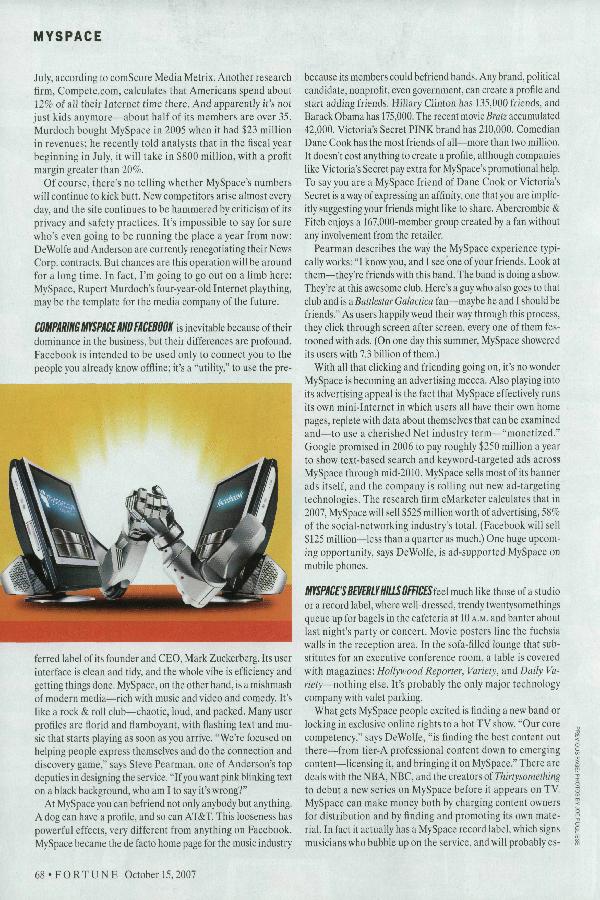 MYSPACE
July, according to comScore Media Metrix. Another research
firm, Compete.com, calculates that Americans spend about
12% of all their Internet time there. And apparently it's not
just kids anymore—about half of its members are over 35.
Murdoch bought MySpace in 2005 when it had $23 million
in revenues; he recently told analysts that in the fiscal year
beginning in July, it will take in $800 million, with a profit
margin greater than 20%.
Of course, there's no telling whether MySpace's numbers
will continue to kick butt. New competitors arise almost every
day, and the site continues to be hammered by criticism of its
privacy and safety practices. It's impossible to say for sure
who's even going to be running the place a year from now:
DeWolfe and Anderson are currently renegotiating their News
Corp. contracts. But chances are this operation will be around
for a long time. In fact, I'm going to go out on a limb here:
MySpace, Rupert Murdoch's four-year-old Internet plaything,
may be the template for the media company of the future.
COMPARING MYSPACE AND FACEBOOK is inevitable because of their
dominance in the business, but their differences are profound.
Facebook is intended to be used only to connect you to the
people you already know offline; it's a "utility," to use the pre-
facebook
ferred label of its founder and CEO, Mark Zuckerberg. Its user
interface is clean and tidy, and the whole vibe is efficiency and
getting things done. MySpace, on the other hand, is a mishmash
of modern media—rich with music and video and comedy. It's
like a rock & roll club—chaotic, loud, and packed. Many user
profiles are florid and flamboyant, with flashing text and mu-
sic that starts playing as soon as you arrive. "We're focused on
helping people express themselves and do the connection and
discovery game," says Steve Pearman, one of Anderson's top
deputies in designing the service. "If you want pink blinking text
on a black background, who am I to say it's wrong?"
At MySpace you can befriend not only anybody but anything.
A dog can have a profile, and so can AT&T. This looseness has
powerful effects, very different from anything on Facebook.
MySpace became the de facto home page for the music industry
because its members could befriend bands. Any brand, political
candidate, nonprofit, even government, can create a profile and
start adding friends. Hillary Clinton has 135,000 friends, and
Barack Obama has 175,000. The recent movie Bratz accumulated
42,000. Victoria's Secret PINK brand has 210,000. Comedian
Dane Cook has the most friends of all—more than two million.
It doesn't cost anything to create a profile, although companies
like Victoria's Secret pay extra for MySpace's promotional help.
To say you are a MySpace friend of Dane Cook or Victoria's
Secret is a way of expressing an affinity, one that you are implic-
itly suggesting your friends might like to share. Abercrombie &
Fitch enjoys a 167,000-member group created by a fan without
any involvement from the retailer.
Pearman describes the way the MySpace experience typi-
cally works: "I know you, and I see one of your friends. Look at
them—they're friends with this band. The band is doing a show.
They're at this awesome club. Here's a guy who also goes to that
club and is a Battlestar Galactica fan—maybe he and I should be
friends." As users happily wend their way through this process,
they click through screen after screen, every one of them fes-
tooned with ads. (On one day this summer, MySpace showered
its users with 7.3 billion of them.)
With all that clicking and friending going on, it's no wonder
MySpace is becoming an advertising mecca. Also playing into
its advertising appeal is the fact that MySpace effectively runs
its own mini-Internet in which users all have their own home
pages, replete with data about themselves that can be examined
and—to use a cherished Net industry term—"monetized."
Google promised in 2006 to pay roughly $250 million a year
to show text-based search and keyword-targeted ads across
MySpace through mid-2010. MySpace sells most of its banner
ads itself, and the company is rolling out new ad-targeting
technologies. The research firm eMarketer calculates that in
2007, MySpace will sell $525 million worth of advertising, 58%
of the social-networking industry's total. (Facebook will sell
$125 million—less than a quarter as much.) One huge upcom-
ing opportunity, says DeWolfe, is ad-supported MySpace on
mobile phones.
MYSPACE'S BEVERLY HILLS OFFICES feel much like those of a studio
or a record label, where well-dressed, trendy twentysomethings
queue up for bagels in the cafeteria at 10 A.M. and banter about
last night's party or concert. Movie posters line the fuchsia
walls in the reception area. In the sofa-filled lounge that sub-
stitutes for an executive conference room, a table is covered
with magazines: Hollywood Reporter, Variety, and Daily Va-
riety—nothing else. It's probably the only major technology
company with valet parking.
What gets MySpace people excited is finding a new band or
locking in exclusive online rights to a hot TV show. "Our core
competency," says DeWolfe, "is finding the best content out
there—from tier-A professional content down to emerging
content—licensing it, and bringing it on MySpace." There are
deals with the NBA, NBC, and the creators of Thirtysomething
to debut a new series on MySpace before it appears on TV.
MySpace can make money both by charging content owners
for distribution and by finding and promoting its own mate-
rial. In fact it actually has a MySpace record label, which signs
musicians who bubble up on the service, and will probably es-
68 • FORTUNE October 15, 2007